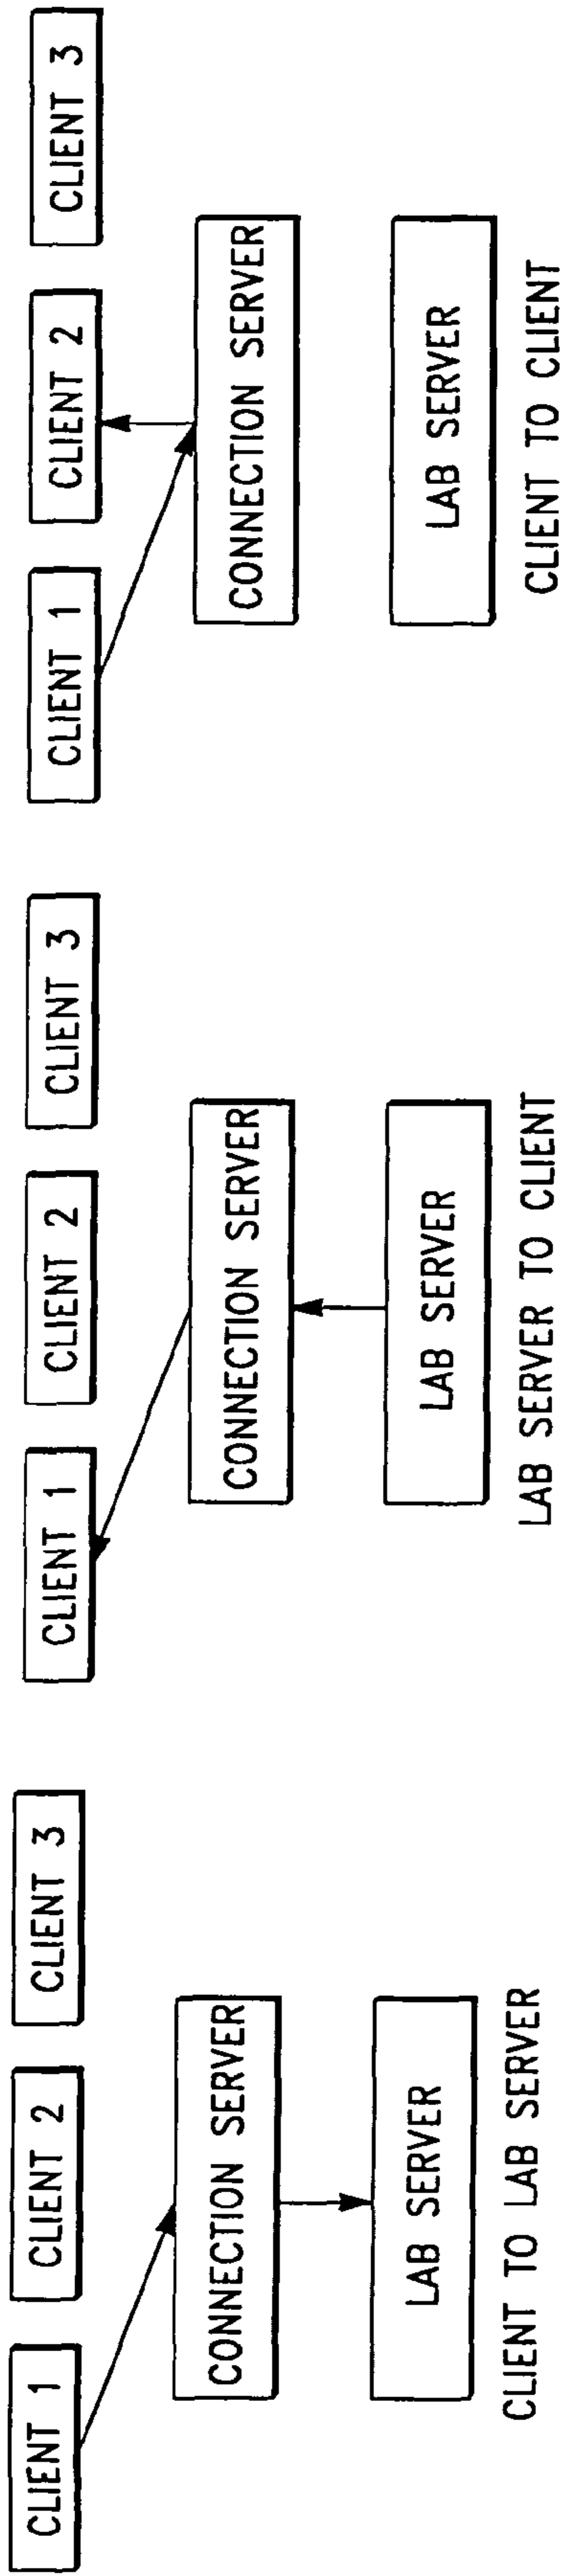 CLIENT 1
CLIENT 2
CLIENT 3
CONNECTION SERVER
LAB SERVER
CLIENT TO LAB SERVER
CLIENT 1
CLIENT 2
CLIENT 3
CONNECTION SERVER
LAB SERVER
LAB SERVER TO CLIENT
CLIENT 1
CLIENT 2
CLIENT 3
CONNECTION SERVER
LAB SERVER
CLIENT TO CLIENT